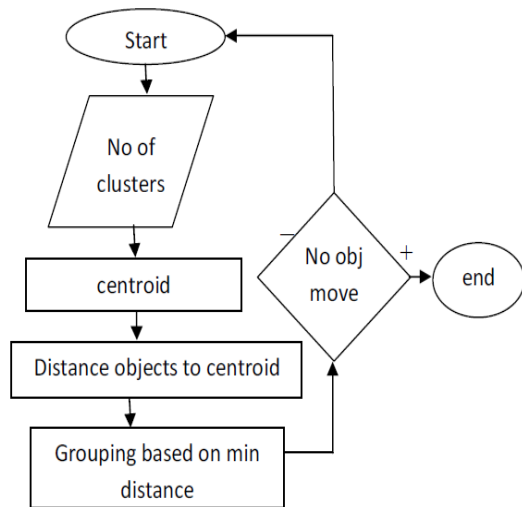 Start
No of
clusters
centroid
Distance objects to centroid
Grouping based on min
distance
No obj
move
–
+
end